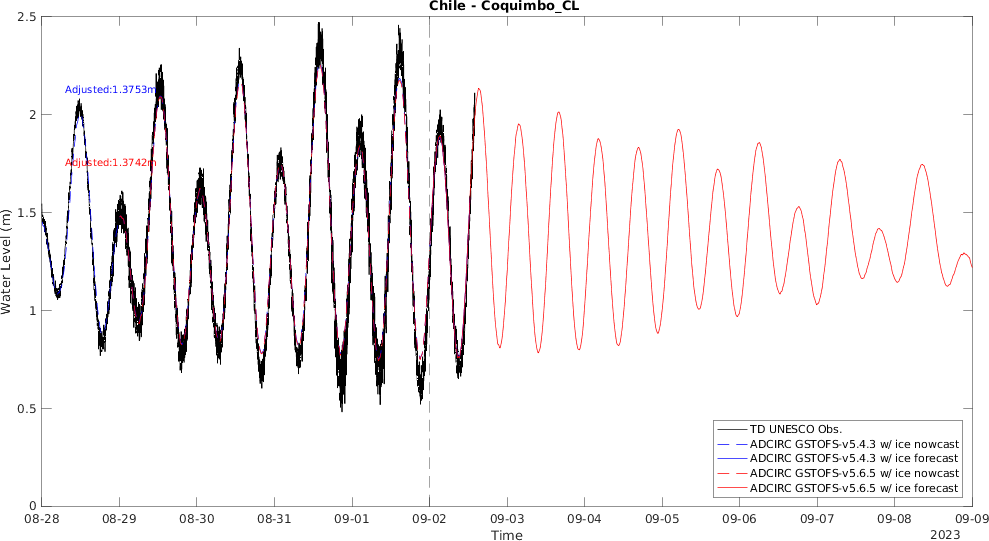 Chile - Coquimbo_CL
2.5
Adjusted:1.3753m
2
Adjusted:1.3742m
1.5
Water Level (m)
1
0.5
TD UNESCO Obs.
ADCIRC GSTOFS-v5.4.3 w/ ice nowcast
ADCIRC GSTOFS-v5.4.3 w/ ice forecast
ADCIRC GSTOFS-v5.6.5 w/ ice nowcast
ADCIRC GSTOFS-v5.6.5 w/ ice forecast
0
08-28 08-29 08-30 08-31 09-01 09-02 09-03 09-04 09-05 09-06 09-07 09-08 09-09
Time
2023